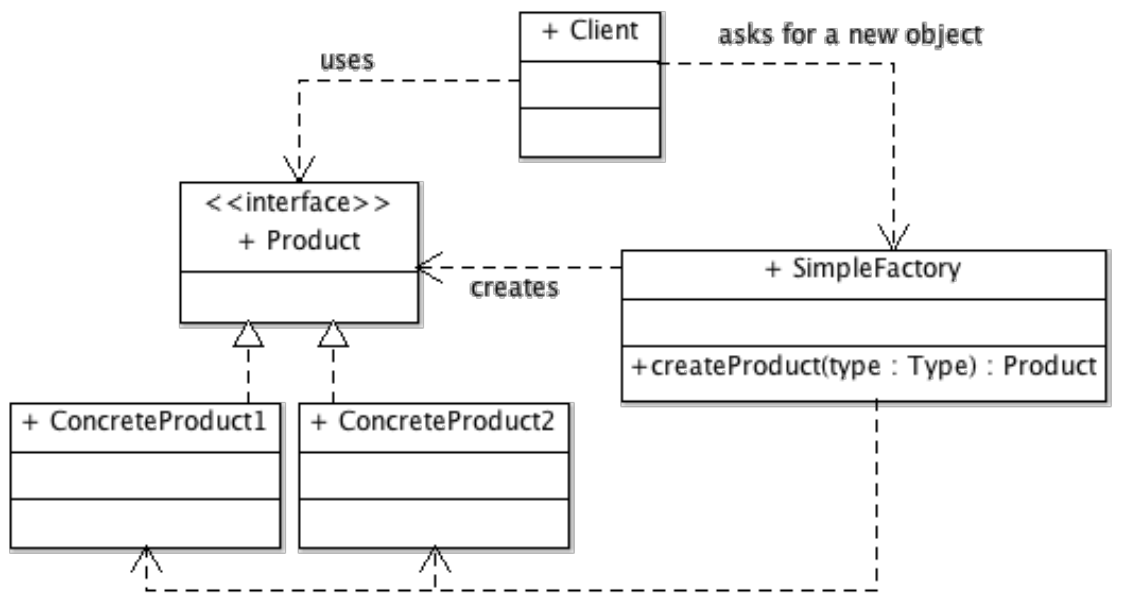 + Client
asks for a new object
uses
<<interface>>
+ Product
creates
+ SimpleFactory
+createProduct(type : Type) : Product
+ ConcreteProduct1
+ ConcreteProduct2